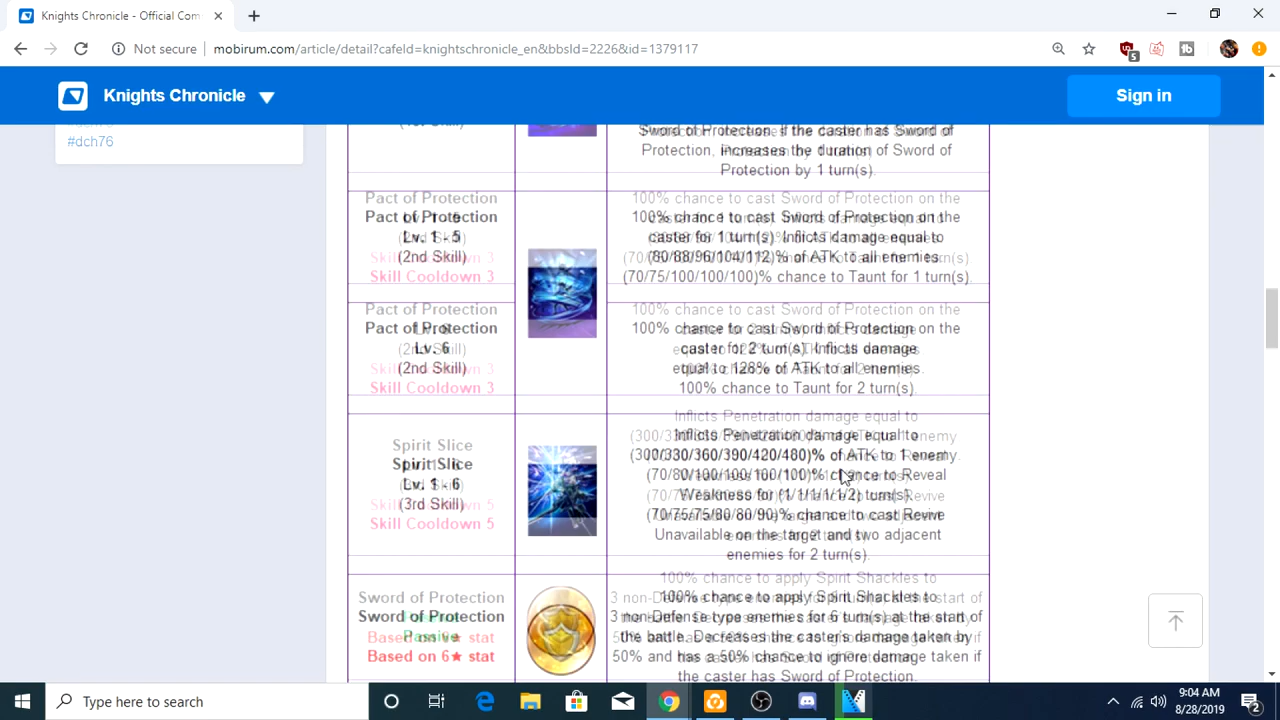 Knights Chronicle - Official Com
Not secure
mobirum.com/article/detail?cafeId=knightschronicle_en&bbsId=2226&id=1379117
5
Knights Chronicle
Sign in
#dch76
Sword of Protection. If the caster has Sword of
Protection, increases the duration of Sword of
Protection by 1 turn(s).
Pact of Protection
Lv. 1 - 5
(2nd Skill)
Skill Cooldown 3
100% chance to cast Sword of Protection on the
caster for 1 turn(s). Inflicts damage equal to
(80/88/96/104/112)% of ATK to all enemies.
(70/75/100/100/100)% chance to Taunt for 1 turn(s).
Pact of Protection
Lv. 6
(2nd Skill)
Skill Cooldown 3
100% chance to cast Sword of Protection on the
caster for 2 turn(s). Inflicts damage
equal to 128% of ATK to all enemies.
100% chance to Taunt for 2 turn(s).
Spirit Slice
Lv. 1 - 6
(3rd Skill)
Skill Cooldown 5
Inflicts Penetration damage equal to
(300/330/360/390/420/480)% of ATK to 1 enemy.
(70/80/100/100/100/100)% chance to Reveal
Weakness for (1/1/1/1/1/2) turn(s).
(70/75/75/80/80/90)% chance to cast Revive
Unavailable on the target and two adjacent
enemies for 2 turn(s).
Sword of Protection
Passive
Based on 6★ stat
100% chance to apply Spirit Shackles to
3 non-Defense type enemies for 6 turn(s) at the start of
the battle. Decreases the caster's damage taken by
50% and has a 50% chance to ignore damage taken if
the caster has Sword of Protection.
Type here to search
9:04 AM
8/28/2019
2